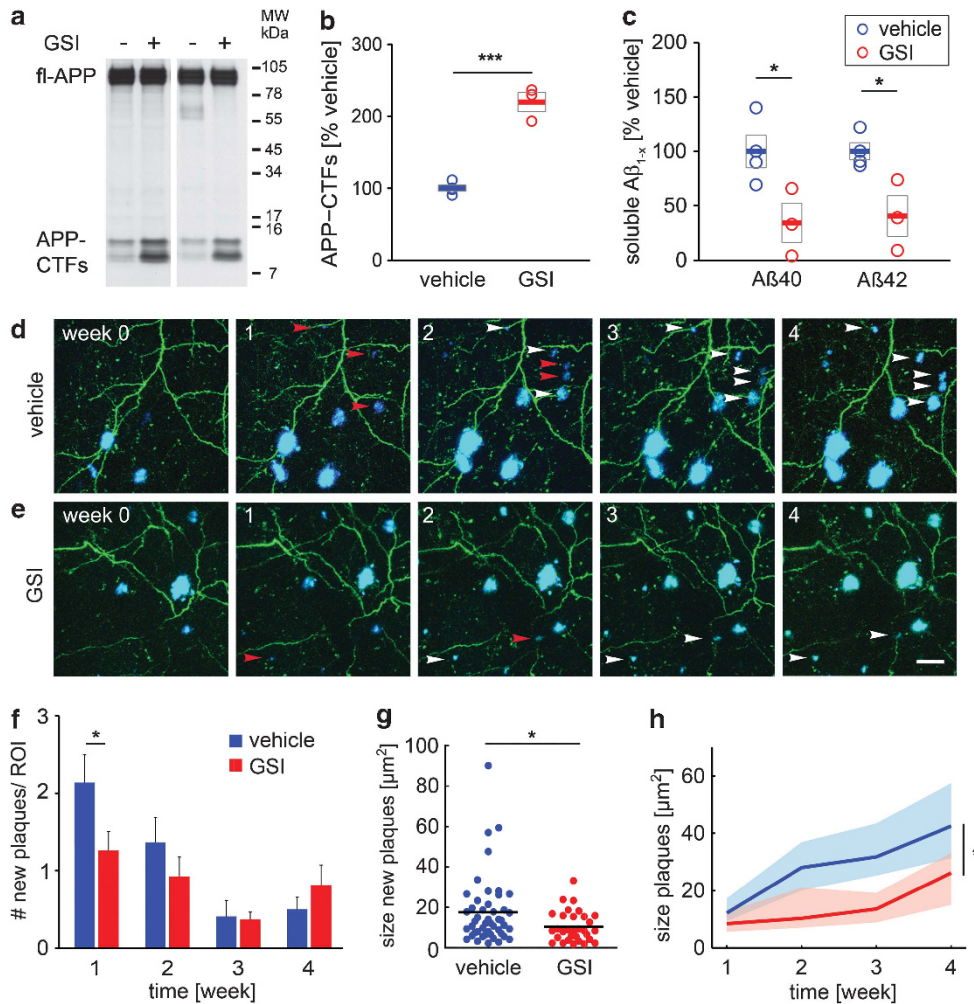 a
GSI - + - +
MW
kDa
fl-APP
105
78
55
45
34
17
16
7
APP-
CTFs
b
APP–CTFs [% vehicle]
300
200
100
0
***
vehicle GSI
c
soluble Aβ1-x [% vehicle]
200
150
100
50
0
vehicle
GSI
* *
Aß40 Aß42
d
vehicle
week 0 1 2 3 4
e
GSI
week 0 1 2 3 4
f
# new plaques/ ROI
3
2
1
0
*
vehicle
GSI
1 2 3 4
time [week]
g
size new plaques [µm²]
100
80
60
40
20
0
*
vehicle GSI
h
size plaques [µm²]
60
40
20
0
1 2 3 4
time [week]